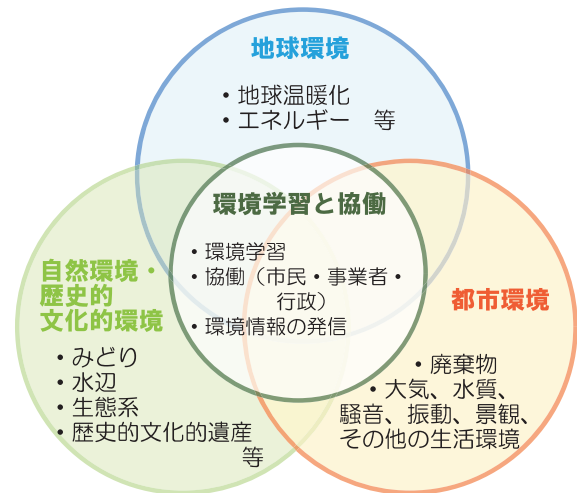 地球環境
・地球温暖化
・エネルギー　等
環境学習と協働
・環境学習
・協働（市民・事業者・
行政）
・環境情報の発信
自然環境・
歴史的
文化的環境
・みどり
・水辺
・生態系
・歴史的文化的遺産
等
都市環境
・廃棄物
・大気、水質、
騒音、振動、景観、
その他の生活環境